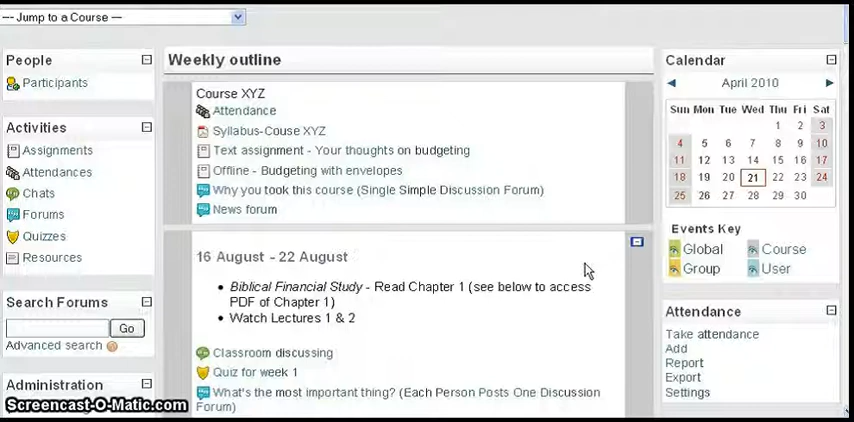 --- Jump to a Course ---
People
Participants
Activities
Assignments
Attendances
Chats
Forums
Quizzes
Resources
Search Forums
Go
Advanced search
Administration
Weekly outline
Course XYZ
Attendance
Syllabus-Couse XYZ
Text assignment - Your thoughts on budgeting
Offline - Budgeting with envelopes
Why you took this course (Single Simple Discussion Forum)
News forum
16 August - 22 August
Biblical Financial Study - Read Chapter 1 (see below to access
PDF of Chapter 1)
Watch Lectures 1 & 2
Classroom discussing
Quiz for week 1
What's the most important thing? (Each Person Posts One Discussion
Forum)
Calendar
April 2010
Sun Mon Tue Wed Thu Fri Sat
1 2 3
4 5 6 7 8 9 10
11 12 13 14 15 16 17
18 19 20 21 22 23 24
25 26 27 28 29 30
Events Key
Global Course
Group User
Attendance
Take attendance
Add
Report
Export
Settings
Screencast-O-Matic.com